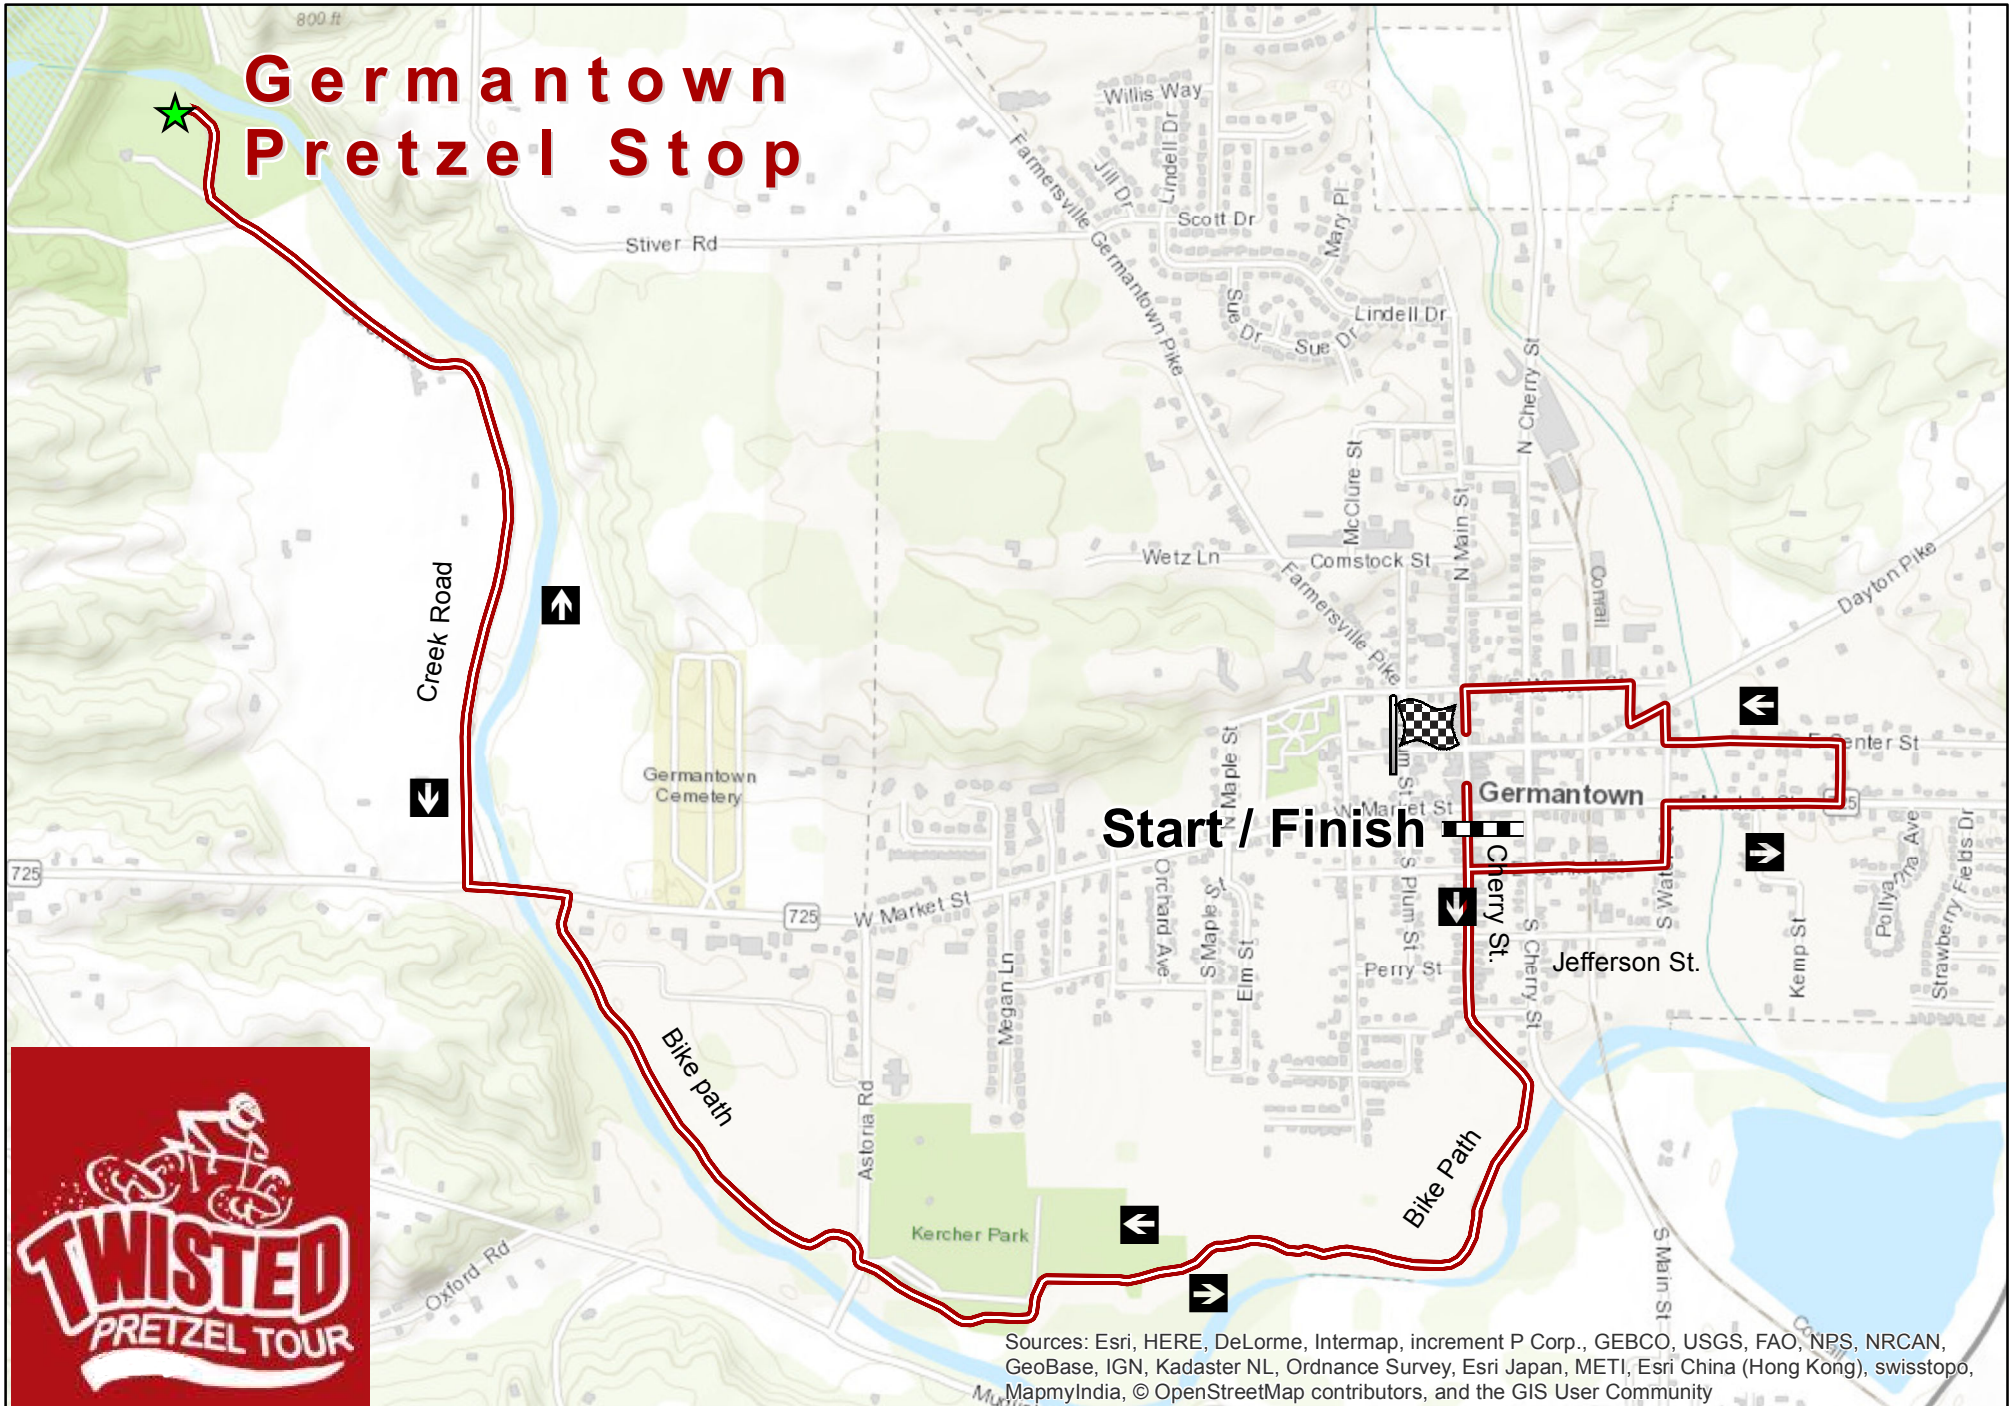 800 ft
Germantown
Pretzel Stop
Willis Way
Lindell Dr
Jill Dr
Farmersville Germantown Pike
Scott Dr
Mary Pl
Stiver Rd
Sue Dr
Sue Dr
Lindell Dr
N Cherry St
McClure St
N Main St
Wetz Ln
Comstock St
Conrail
Dayton Pike
Farmersville Pike
Creek Road
E Center St
N Maple St
Germantown
Cemetery
Germantown
W Market St
Start / Finish
Cherry St.
725
725
W Market St
Orchard Ave
S Maple St
Elm St
S Plum St
Perry St
S Cherry St
Jefferson St.
Kemp St
Pollyanna Ave
Strawberry Fields Dr
Megan Ln
Bike path
Astoria Rd
Bike Path
Kercher Park
Oxford Rd
S Main St
TWISTED
PRETZEL TOUR
Sources: Esri, HERE, DeLorme, Intermap, increment P Corp., GEBCO, USGS, FAO, NPS, NRCAN,
GeoBase, IGN, Kadaster NL, Ordnance Survey, Esri Japan, METI, Esri China (Hong Kong), swisstopo,
MapmyIndia, © OpenStreetMap contributors, and the GIS User Community